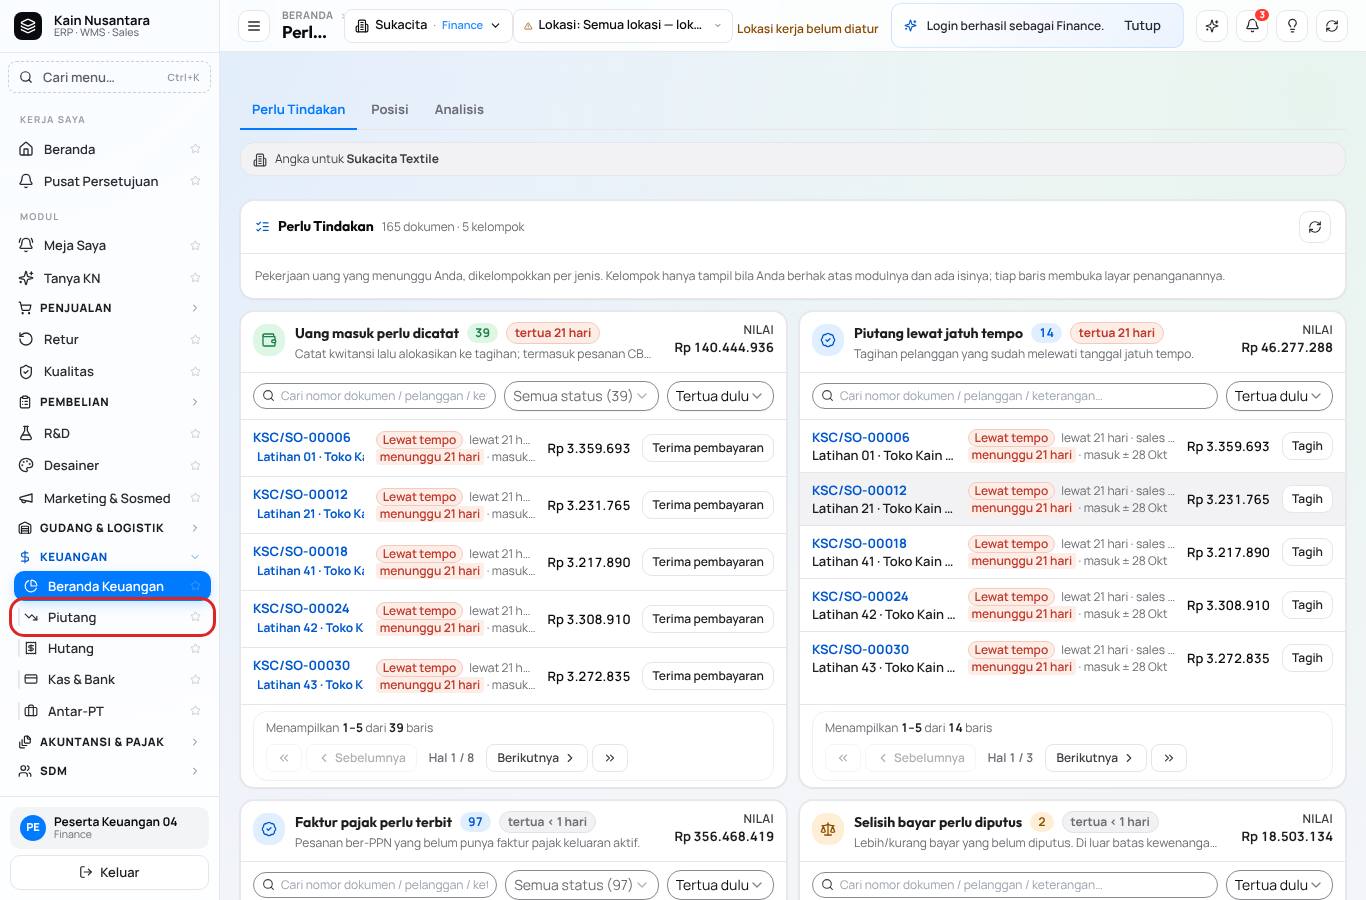 Kain Nusantara
ERP · WMS · Sales
Cari menu... Ctrl+K
KERJA SAYA
Beranda
Pusat Persetujuan
MODUL
Meja Saya
Tanya KN
PENJUALAN
Retur
Kualitas
PEMBELIAN
R&D
Desainer
Marketing & Sosmed
GUDANG & LOGISTIK
KEUANGAN
Beranda Keuangan
Piutang
Hutang
Kas & Bank
Antar-PT
AKUNTANSI & PAJAK
SDM
PE Peserta Keuangan 04
Finance
Keluar
BERANDA
Perl...
Sukacita · Finance
Lokasi: Semua lokasi — lok...
Lokasi kerja belum diatur
Login berhasil sebagai Finance. Tutup
3
Perlu Tindakan Posisi Analisis
Angka untuk Sukacita Textile
Perlu Tindakan 165 dokumen · 5 kelompok
Pekerjaan uang yang menunggu Anda, dikelompokkan per jenis. Kelompok hanya tampil bila Anda berhak atas modulnya dan ada isinya; tiap baris membuka layar penanganannya.
Uang masuk perlu dicatat 39 tertua 21 hari NILAI
Catat kwitansi lalu alokasikan ke tagihan; termasuk pesanan CB... Rp 140.444.936
Cari nomor dokumen / pelanggan / ke Semua status (39) Tertua dulu
KSC/SO-00006 Lewat tempo lewat 21 h... Rp 3.359.693 Terima pembayaran
Latihan 01 · Toko Ka menunggu 21 hari · masuk...
KSC/SO-00012 Lewat tempo lewat 21 h... Rp 3.231.765 Terima pembayaran
Latihan 21 · Toko Ka menunggu 21 hari · masuk...
KSC/SO-00018 Lewat tempo lewat 21 h... Rp 3.217.890 Terima pembayaran
Latihan 41 · Toko Ka menunggu 21 hari · masuk...
KSC/SO-00024 Lewat tempo lewat 21 h... Rp 3.308.910 Terima pembayaran
Latihan 42 · Toko K menunggu 21 hari · masuk...
KSC/SO-00030 Lewat tempo lewat 21 h... Rp 3.272.835 Terima pembayaran
Latihan 43 · Toko K menunggu 21 hari · masuk...
Menampilkan 1–5 dari 39 baris
« Sebelumnya Hal 1 / 8 Berikutnya »
Piutang lewat jatuh tempo 14 tertua 21 hari NILAI
Tagihan pelanggan yang sudah melewati tanggal jatuh tempo. Rp 46.277.288
Cari nomor dokumen / pelanggan / keterangan... Tertua dulu
KSC/SO-00006 Lewat tempo lewat 21 hari · sales ... Rp 3.359.693 Tagih
Latihan 01 · Toko Kain ... menunggu 21 hari · masuk ± 28 Okt
KSC/SO-00012 Lewat tempo lewat 21 hari · sales ... Rp 3.231.765 Tagih
Latihan 21 · Toko Kain ... menunggu 21 hari · masuk ± 28 Okt
KSC/SO-00018 Lewat tempo lewat 21 hari · sales ... Rp 3.217.890 Tagih
Latihan 41 · Toko Kain ... menunggu 21 hari · masuk ± 28 Okt
KSC/SO-00024 Lewat tempo lewat 21 hari · sales ... Rp 3.308.910 Tagih
Latihan 42 · Toko Kain ... menunggu 21 hari · masuk ± 28 Okt
KSC/SO-00030 Lewat tempo lewat 21 hari · sales ... Rp 3.272.835 Tagih
Latihan 43 · Toko Kain ... menunggu 21 hari · masuk ± 28 Okt
Menampilkan 1–5 dari 14 baris
« Sebelumnya Hal 1 / 3 Berikutnya »
Faktur pajak perlu terbit 97 tertua < 1 hari NILAI
Pesanan ber-PPN yang belum punya faktur pajak keluaran aktif. Rp 356.468.419
Cari nomor dokumen / pelanggan / ket Semua status (97) Tertua dulu
Selisih bayar perlu diputus 2 tertua < 1 hari NILAI
Lebih/kurang bayar yang belum diputus. Di luar batas kewenanga... Rp 18.503.134
Cari nomor dokumen / pelanggan / keterangan... Tertua dulu